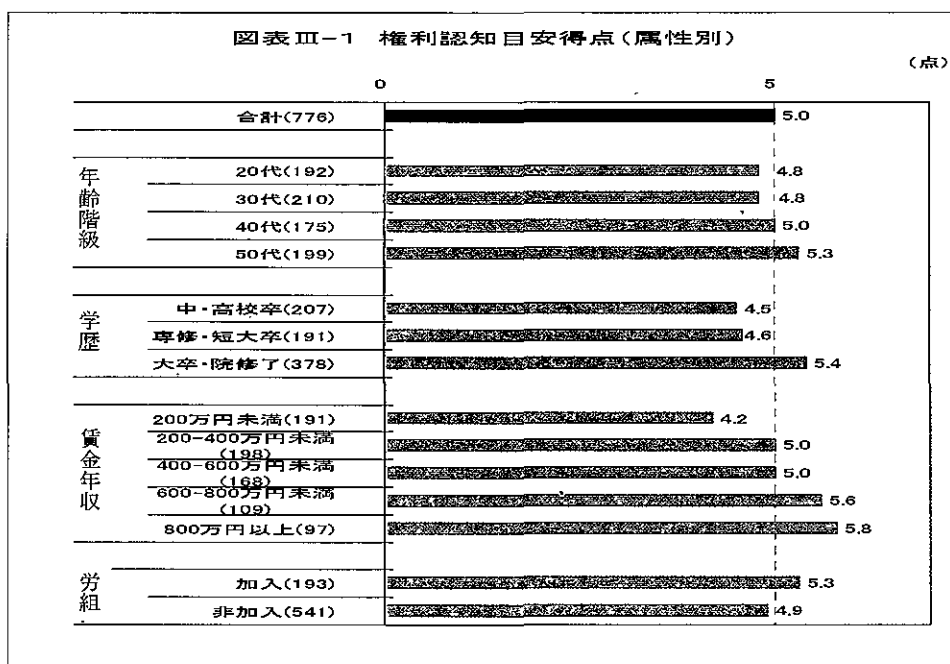 図表Ⅲ-1 権利認知目安得点(属性別)
(点)
0 5
合計(776) 5.0
年齢階級
20代(192) 4.8
30代(210) 4.8
40代(175) 5.0
50代(199) 5.3
学歴
中・高校卒(207) 4.5
専修・短大卒(191) 4.6
大卒・院修了(378) 5.4
賃金年収
200万円未満(191) 4.2
200-400万円未満
(198) 5.0
400-600万円未満
(168) 5.0
600-800万円未満
(109) 5.6
800万円以上(97) 5.8
労組
加入(193) 5.3
非加入(541) 4.9